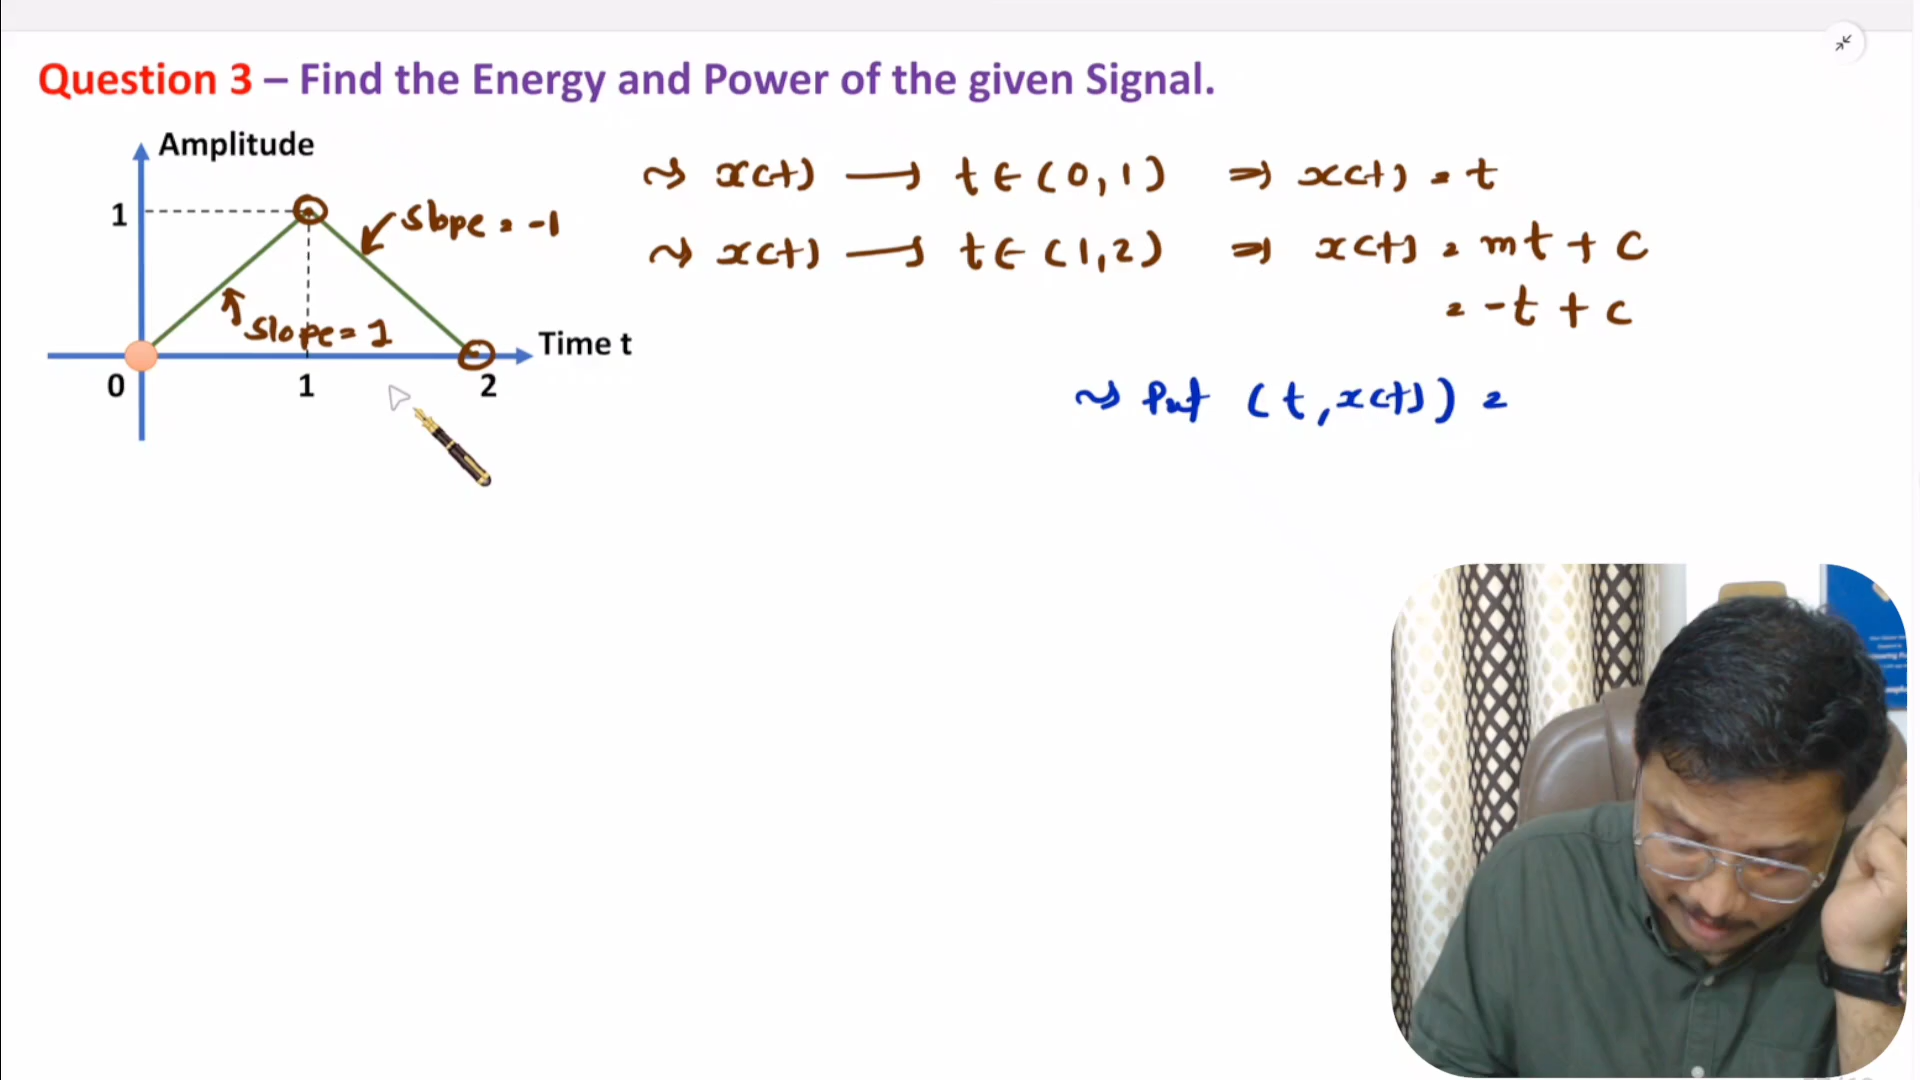 Question 3 – Find the Energy and Power of the given Signal.
Amplitude
1
slope = -1
slope = 1
Time t
0 1 2
~> x(t) → t ∈ (0,1) ⇒ x(t) = t
~> x(t) → t ∈ (1,2) ⇒ x(t) = mt + c
= -t + c
~> Put (t, x(t)) =